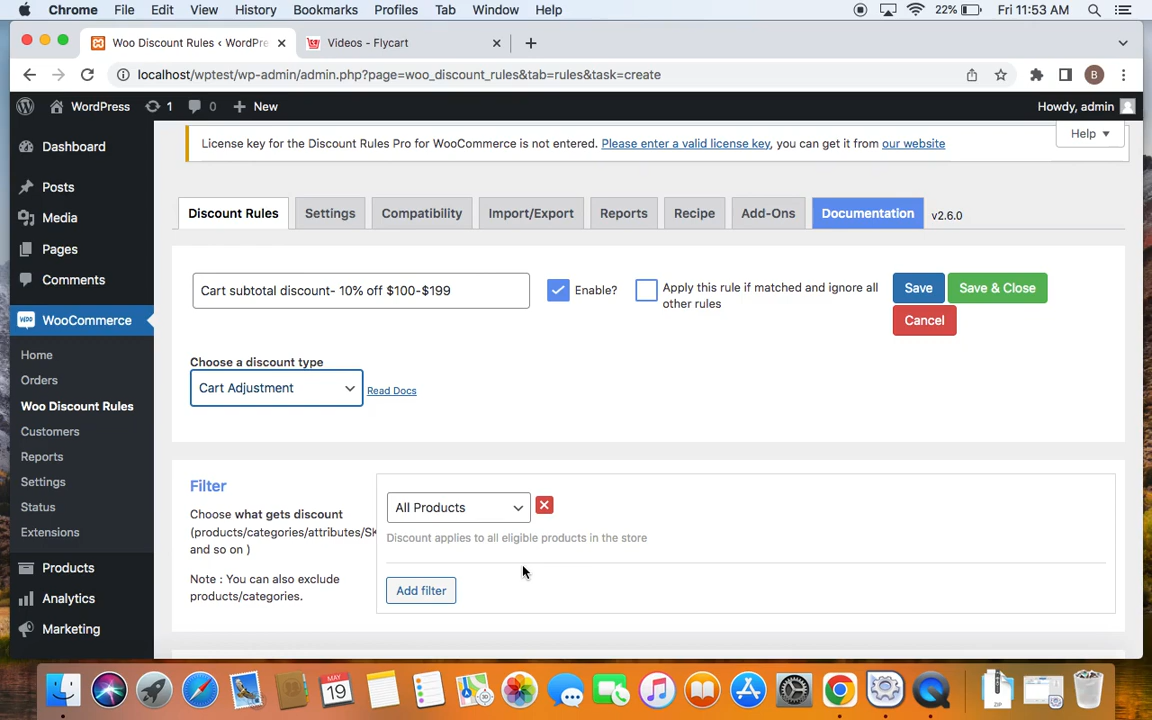 Chrome File Edit View History Bookmarks Profiles Tab Window Help 22% Fri 11:53 AM
Woo Discount Rules ‹ WordPre Videos - Flycart
localhost/wptest/wp-admin/admin.php?page=woo_discount_rules&tab=rules&task=create B
WordPress 1 0 New Howdy, admin
Help
License key for the Discount Rules Pro for WooCommerce is not entered. Please enter a valid license key, you can get it from our website
Dashboard
Posts
Media
Pages
Comments
WooCommerce
Home
Orders
Woo Discount Rules
Customers
Reports
Settings
Status
Extensions
Products
Analytics
Marketing
Discount Rules Settings Compatibility Import/Export Reports Recipe Add-Ons Documentation v2.6.0
Cart subtotal discount- 10% off $100-$199 Enable? Apply this rule if matched and ignore all
other rules
Save Save & Close
Cancel
Choose a discount type
Cart Adjustment Read Docs
Filter
Choose what gets discount
(products/categories/attributes/SK
and so on )
Note : You can also exclude
products/categories.
All Products
Discount applies to all eligible products in the store
Add filter
MAY
19
ZIP